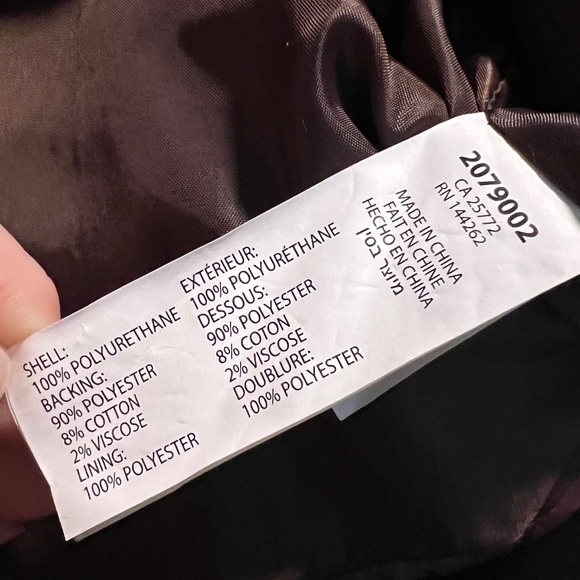 SHELL:
100% POLYURETHANE
BACKING:
90% POLYESTER
8% COTTON
2% VISCOSE
LINING:
100% POLYESTER
EXTÉRIEUR:
100% POLYURÉTHANE
DESSOUS:
90% POLYESTER
8% COTON
2% VISCOSE
DOUBLURE:
100% POLYESTER
MADE IN CHINA
FAIT EN CHINE
HECHO EN CHINA
מיוצר בסין
2079002
CA 25772
RN 144262